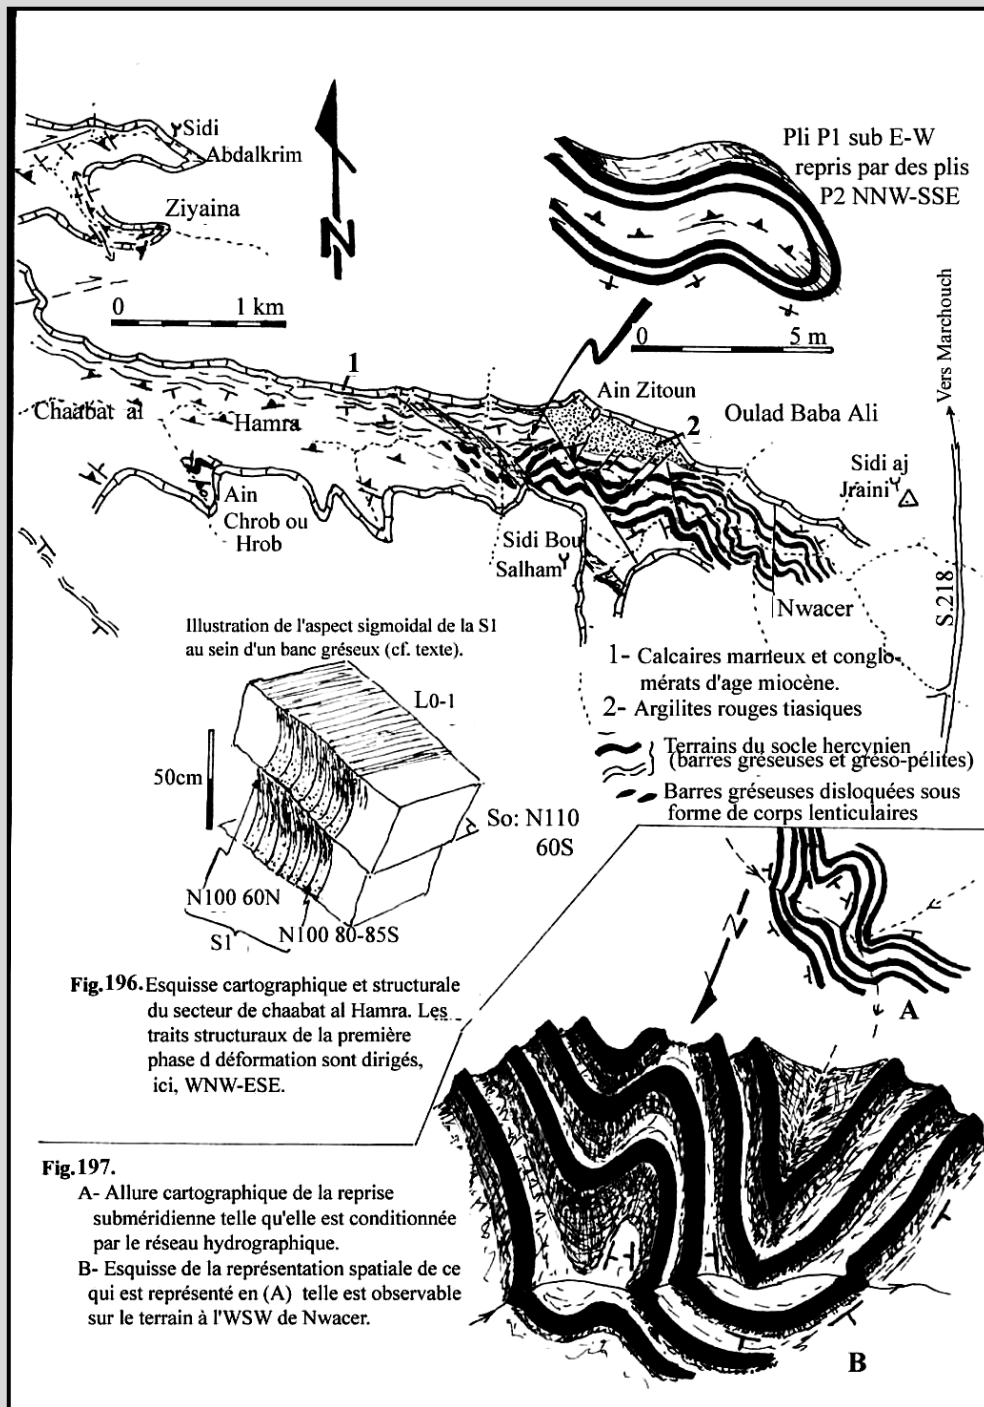 Sidi
Abdalkrim
Ziyaina
N
0 1 km
Pli P1 sub E-W
repris par des plis
P2 NNW-SSE
0 5 m
Vers Marchouch
1
Ain Zitoun
2
Oulad Baba Ali
Chaabat al Hamra
Sidi aj
Jraini
Ain
Chrob ou
Hrob
Sidi Bou
Salham
Nwacer
S.218
Illustration de l'aspect sigmoidal de la S1
au sein d'un banc gréseux (cf. texte).
L0-1
50cm
So: N110
60S
N100 60N
N100 80-85S
S1
1- Calcaires marneux et conglo-
mérats d'age miocène.
2- Argilites rouges tiasiques
Terrains du socle hercynien
(barres gréseuses et gréso-pélites)
Barres gréseuses disloquées sous
forme de corps lenticulaires
Fig.196. Esquisse cartographique et structurale
du secteur de chaabat al Hamra. Les
traits structuraux de la première
phase d déformation sont dirigés,
ici, WNW-ESE.
N
A
Fig.197.
A- Allure cartographique de la reprise
subméridienne telle qu'elle est conditionnée
par le réseau hydrographique.
B- Esquisse de la représentation spatiale de ce
qui est représenté en (A) telle est observable
sur le terrain à l'WSW de Nwacer.
B